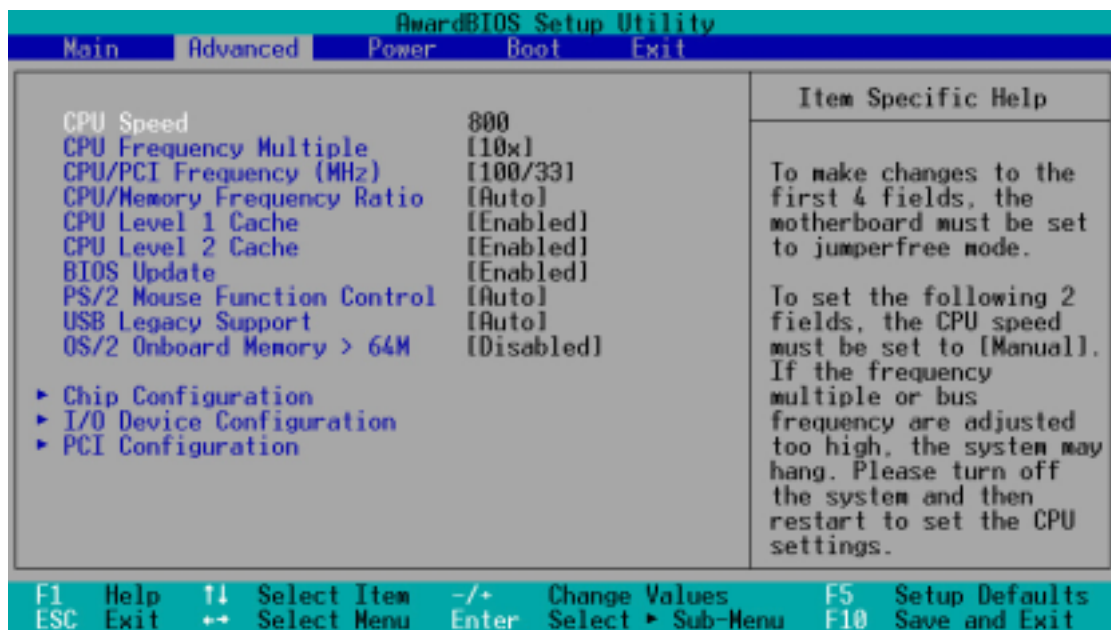 AwardBIOS Setup Utility
Main Advanced Power Boot Exit
CPU Speed 800
CPU Frequency Multiple [10x]
CPU/PCI Frequency (MHz) [100/33]
CPU/Memory Frequency Ratio [Auto]
CPU Level 1 Cache [Enabled]
CPU Level 2 Cache [Enabled]
BIOS Update [Enabled]
PS/2 Mouse Function Control [Auto]
USB Legacy Support [Auto]
OS/2 Onboard Memory > 64M [Disabled]
► Chip Configuration
► I/O Device Configuration
► PCI Configuration
Item Specific Help
To make changes to the
first 4 fields, the
motherboard must be set
to jumperfree mode.
To set the following 2
fields, the CPU speed
must be set to [Manual].
If the frequency
multiple or bus
frequency are adjusted
too high, the system may
hang. Please turn off
the system and then
restart to set the CPU
settings.
F1 Help ↑↓ Select Item -/+ Change Values F5 Setup Defaults
ESC Exit ←→ Select Menu Enter Select ► Sub-Menu F10 Save and Exit